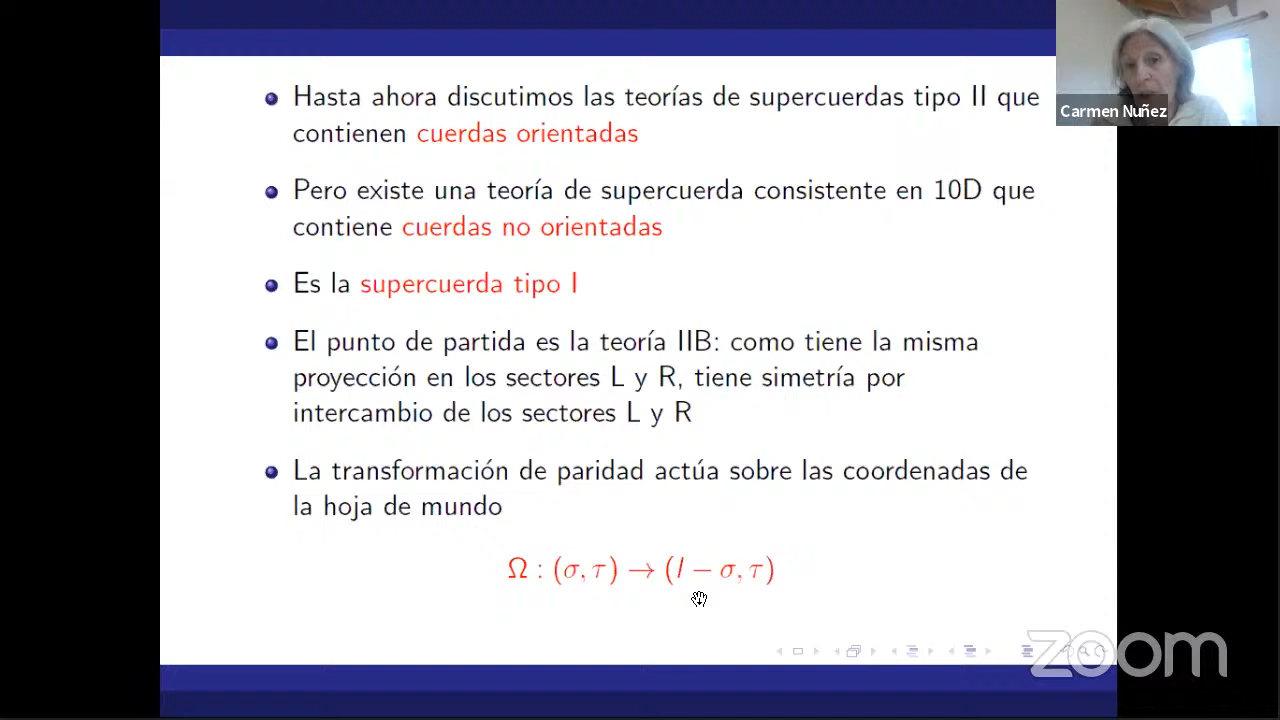 Hasta ahora discutimos las teorías de supercuerdas tipo II que
contienen cuerdas orientadas
Pero existe una teoría de supercuerda consistente en 10D que
contiene cuerdas no orientadas
Es la supercuerda tipo I
El punto de partida es la teoría IIB: como tiene la misma
proyección en los sectores L y R, tiene simetría por
intercambio de los sectores L y R
La transformación de paridad actúa sobre las coordenadas de
la hoja de mundo
Ω : (σ, τ) → (l − σ, τ)
Carmen Nuñez
zoom